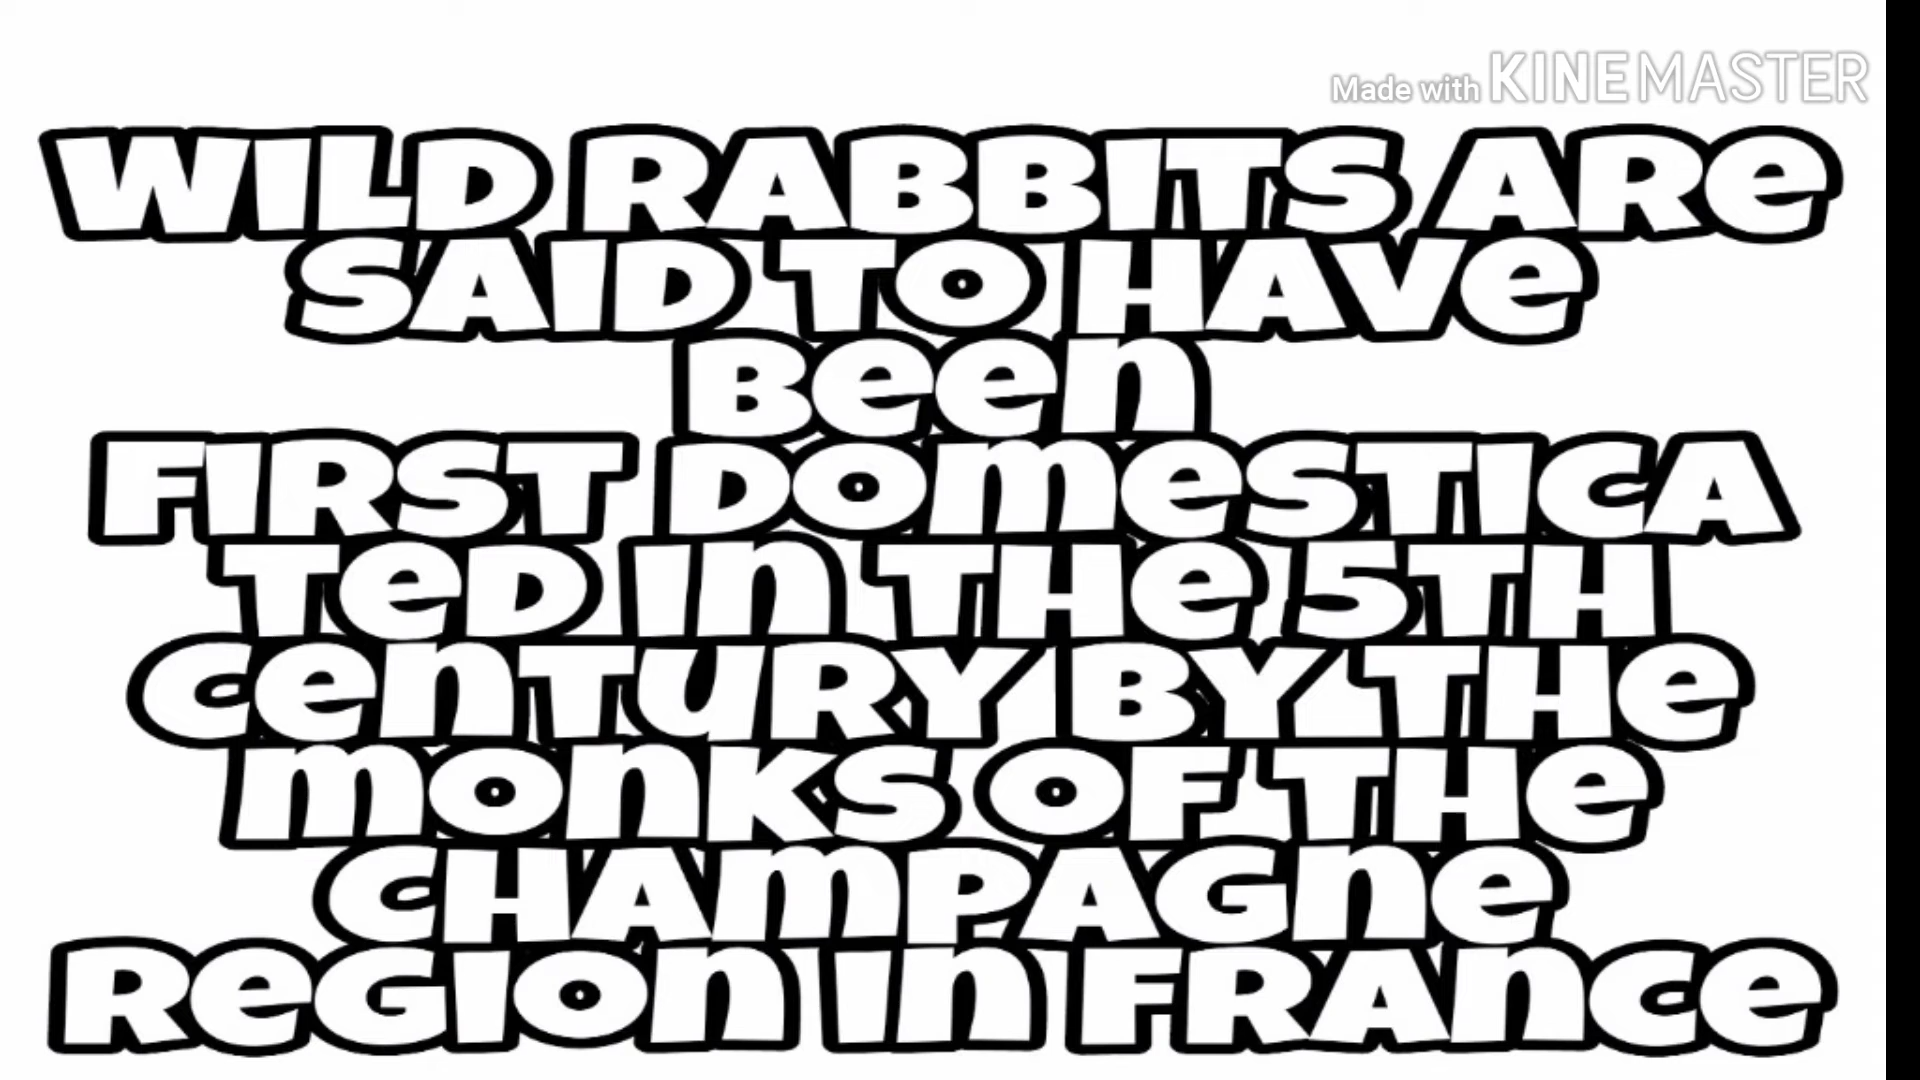 Made with KINEMASTER
WILD RABBITS ARe
SAID TO HAVe
Been
FIRST DOmeSTICA
TeD In THe 5TH
CenTURY BY THe
mOnKS OF THe
CHAmPAGne
ReGIOn In FRAnCe